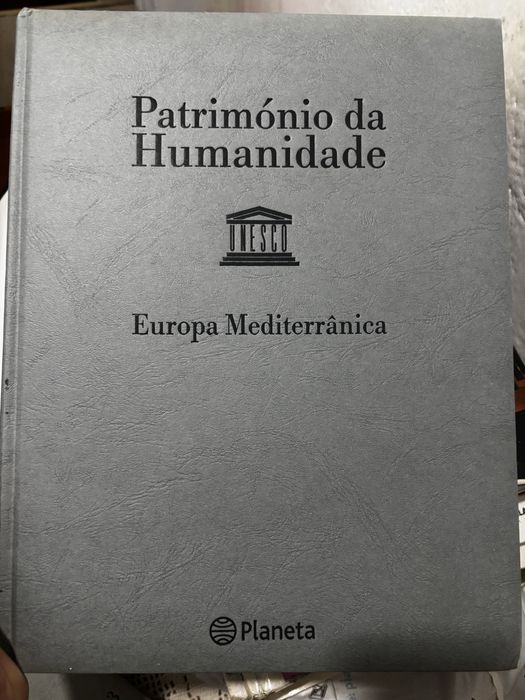 Património da
Humanidade
UNESCO
Europa Mediterrânica
Planeta